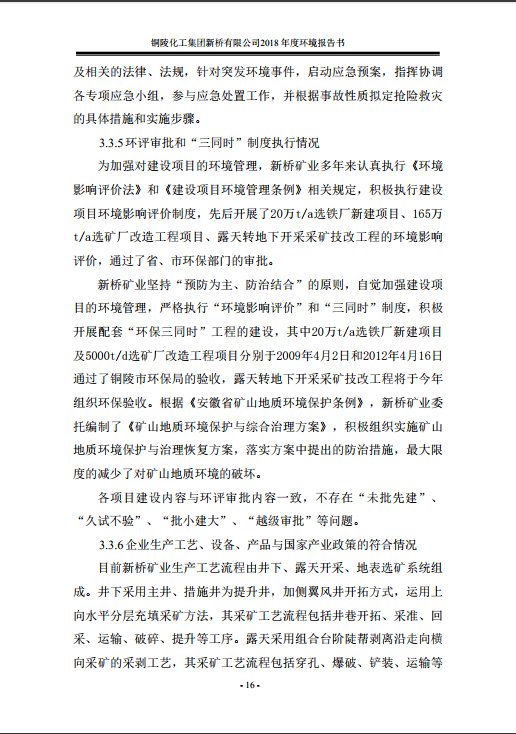 铜陵化工集团新桥有限公司2018 年度环境报告书
及相关的法律、法规，针对突发环境事件，启动应急预案，指挥协调
各专项应急小组，参与应急处置工作，并根据事故性质拟定抢险救灾
的具体措施和实施步骤。
3.3.5 环评审批和“三同时”制度执行情况
为加强对建设项目的环境管理，新桥矿业多年来认真执行《环境
影响评价法》和《建设项目环境管理条例》相关规定，积极执行建设
项目环境影响评价制度，先后开展了20万t/a选铁厂新建项目、165万
t/a选矿厂改造工程项目、露天转地下开采采矿技改工程的环境影响
评价，通过了省、市环保部门的审批。
新桥矿业坚持“预防为主、防治结合”的原则，自觉加强建设项
目的环境管理，严格执行“环境影响评价”和“三同时”制度，积极
开展配套“环保三同时”工程的建设，其中20万t/a选铁厂新建项目
及5000t/d选矿厂改造工程项目分别于2009年4月2日和2012年4月16日
通过了铜陵市环保局的验收，露天转地下开采采矿技改工程将于今年
组织环保验收。根据《安徽省矿山地质环境保护条例》，新桥矿业委
托编制了《矿山地质环境保护与综合治理方案》，积极组织实施矿山
地质环境保护与治理恢复方案，落实方案中提出的防治措施，最大限
度的减少了对矿山地质环境的破坏。
各项目建设内容与环评审批内容一致，不存在“未批先建”、
“久试不验”、“批小建大”、“越级审批”等问题。
3.3.6 企业生产工艺、设备、产品与国家产业政策的符合情况
目前新桥矿业生产工艺流程由井下、露天开采、地表选矿系统组
成。井下采用主井、措施井为提升井，加侧翼风井开拓方式，运用上
向水平分层充填采矿方法，其采矿工艺流程包括井巷开拓、采准、回
采、运输、破碎、提升等工序。露天采用组合台阶陡帮剥离沿走向横
向采矿的采剥工艺，其采矿工艺流程包括穿孔、爆破、铲装、运输等
- 16 -